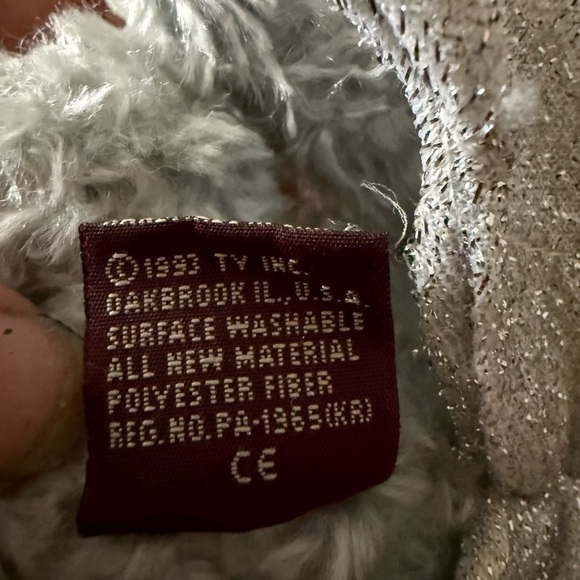 © 1993 TY INC.
OAKBROOK IL., U.S.A.
SURFACE WASHABLE
ALL NEW MATERIAL
POLYESTER FIBER
REG.NO.PA-1965(KR)
CE